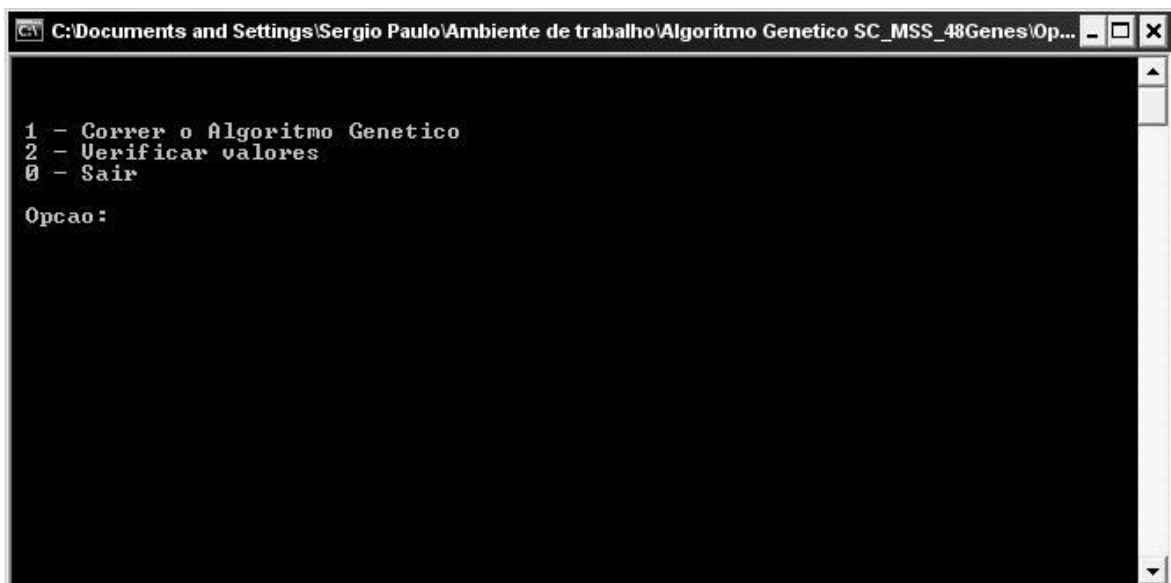 C:\Documents and Settings\Sergio Paulo\Ambiente de trabalho\Algoritmo Genetico SC_MSS_48Genes\Op...
1 - Correr o Algoritmo Genetico
2 - Verificar valores
0 - Sair
Opcao: